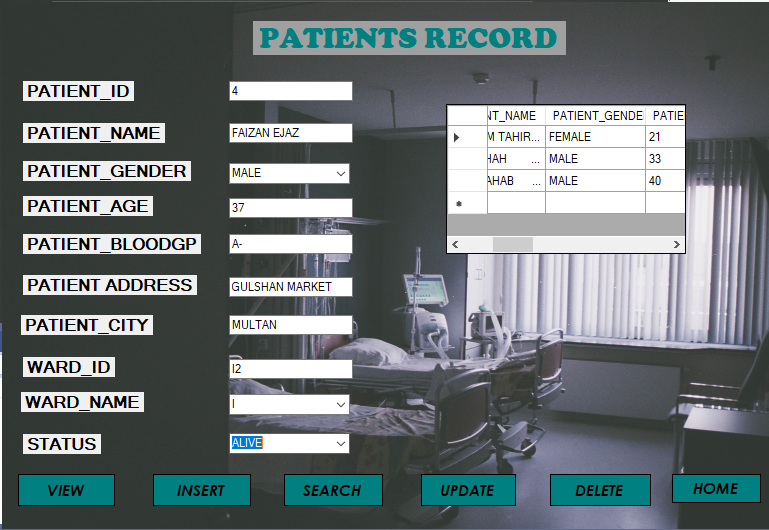 PATIENTS RECORD
PATIENT_ID 4
PATIENT_NAME FAIZAN EJAZ
PATIENT_GENDER MALE
PATIENT_AGE 37
PATIENT_BLOODGP A-
PATIENT ADDRESS GULSHAN MARKET
PATIENT_CITY MULTAN
WARD_ID I2
WARD_NAME I
STATUS ALIVE
NT_NAME PATIENT_GENDE PATIE
M TAHIR... FEMALE 21
HAH ... MALE 33
AHAB ... MALE 40
VIEW INSERT SEARCH UPDATE DELETE HOME